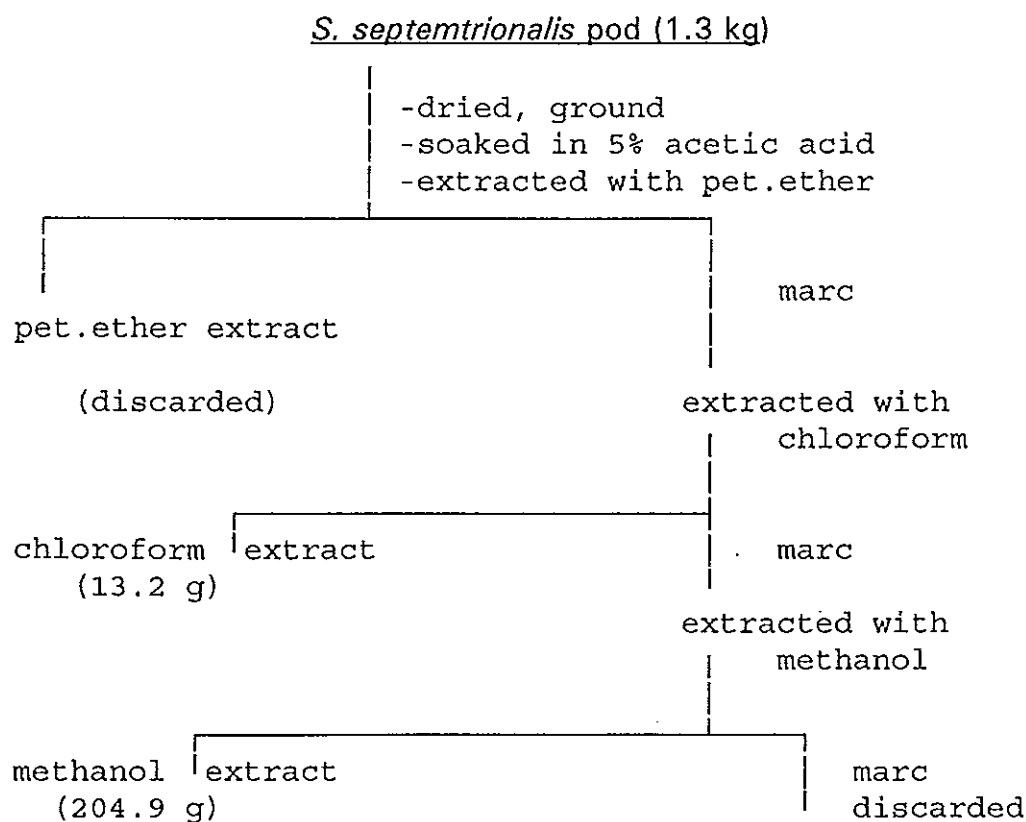 S. septemtrionalis pod (1.3 kg)
-dried, ground
-soaked in 5% acetic acid
-extracted with pet.ether
marc
pet.ether extract
(discarded)
extracted with
chloroform
chloroform extract
(13.2 g)
marc
extracted with
methanol
methanol extract
(204.9 g)
marc
discarded